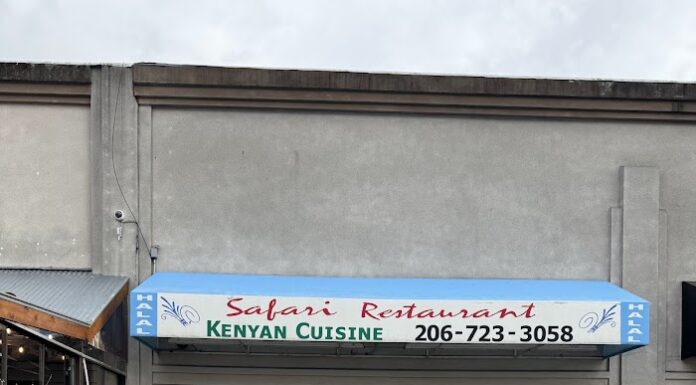 HALAL
Safari Restaurant
KENYAN CUISINE 206-723-3058
HALAL